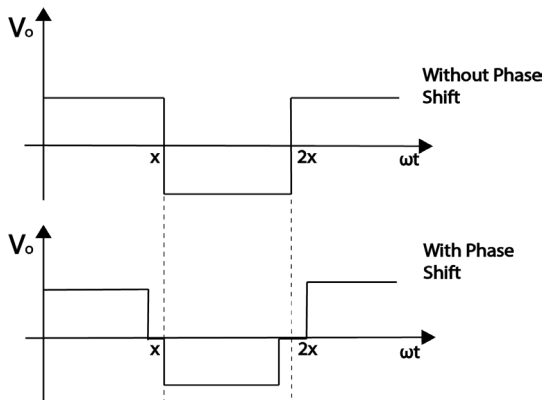 Vo
Without Phase
Shift
x
2x
ωt
Vo
With Phase
Shift
x
2x
ωt